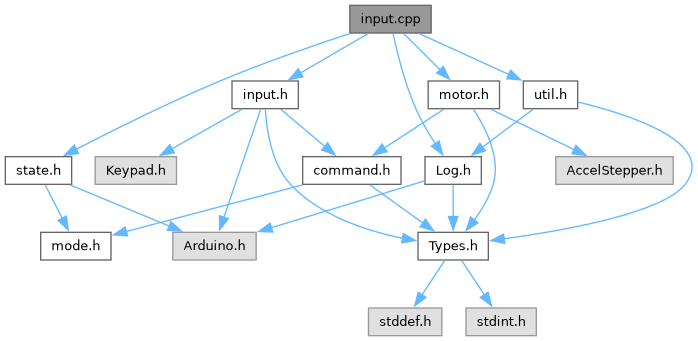 input.cpp
input.h
motor.h
util.h
state.h
Keypad.h
command.h
Log.h
AccelStepper.h
mode.h
Arduino.h
Types.h
stddef.h
stdint.h